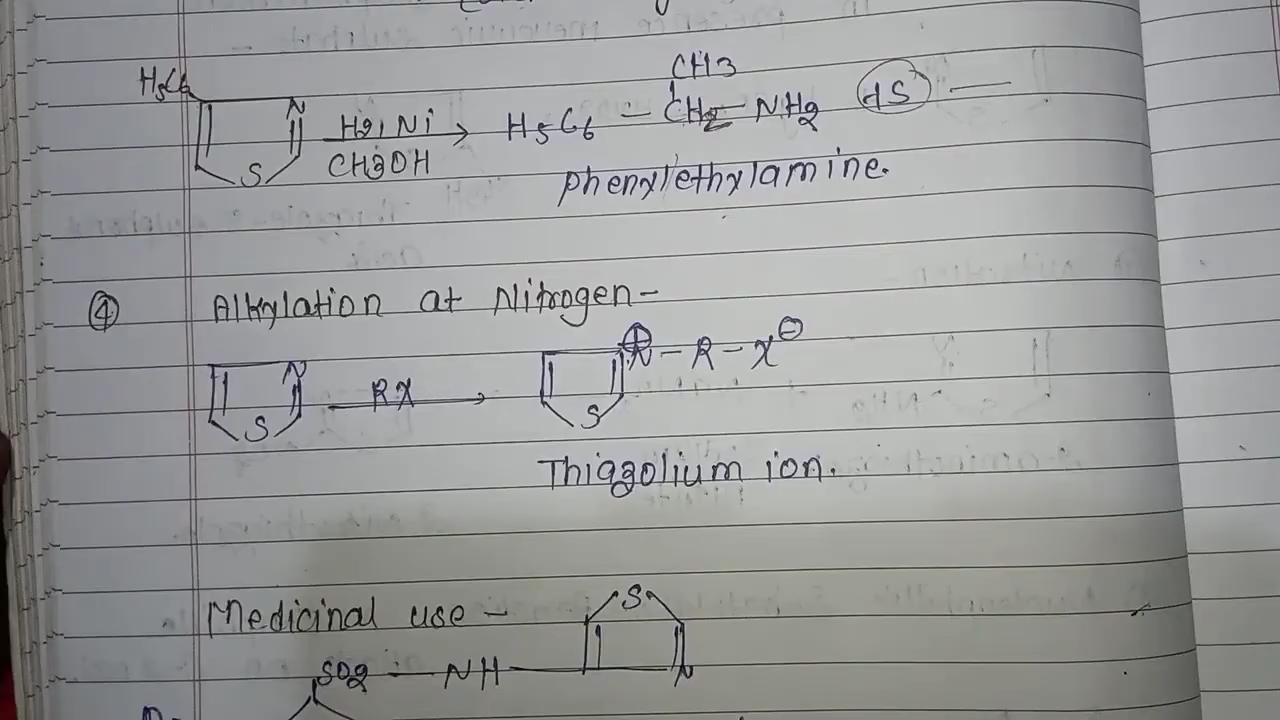 CH3
H5C6 N H2, Ni H5C6 - CH2 - NH2
S CH3OH
phenylethylamine.
④ Alkylation at Nitrogen-
N RX ⊕N - R - X⊖
S S
Thiazolium ion.
Medicinal use - S
SO2 - NH N